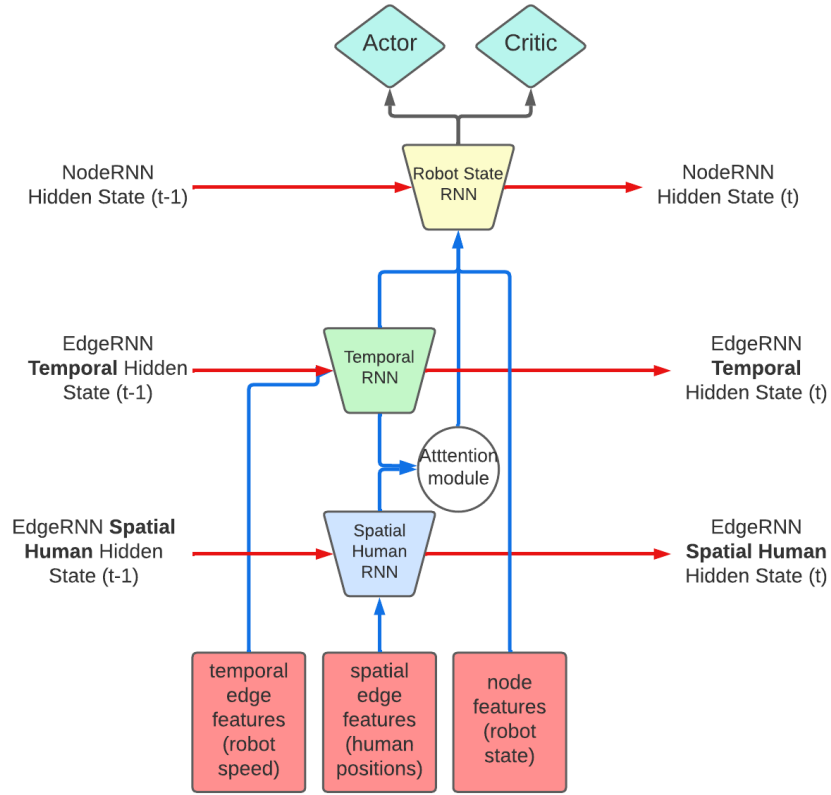 Actor
Critic
NodeRNN
Hidden State (t-1)
Robot State
RNN
NodeRNN
Hidden State (t)
EdgeRNN
Temporal Hidden
State (t-1)
Temporal
RNN
EdgeRNN
Temporal
Hidden State (t)
Atttention
module
EdgeRNN Spatial
Human Hidden
State (t-1)
Spatial
Human
RNN
EdgeRNN
Spatial Human
Hidden State (t)
temporal
edge
features
(robot
speed)
spatial
edge
features
(human
positions)
node
features
(robot
state)